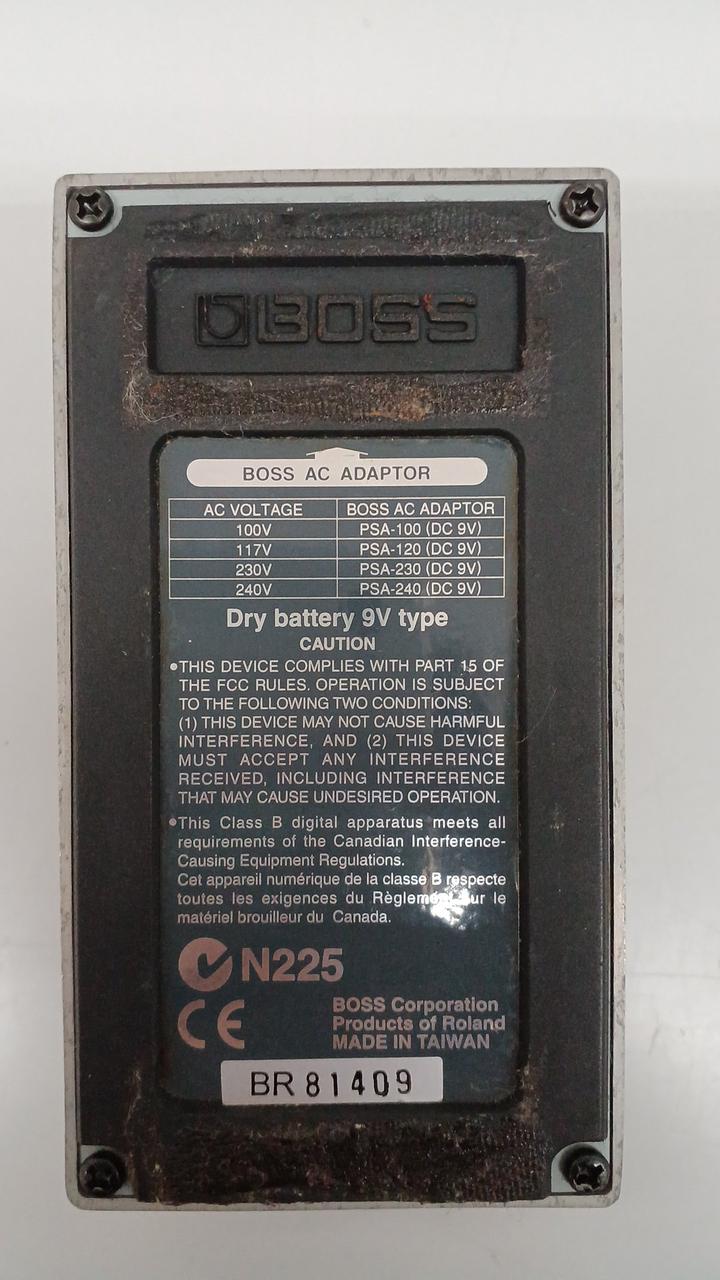 BOSS
BOSS AC ADAPTOR
AC VOLTAGE BOSS AC ADAPTOR
100V PSA-100 (DC 9V)
117V PSA-120 (DC 9V)
230V PSA-230 (DC 9V)
240V PSA-240 (DC 9V)
Dry battery 9V type
CAUTION
•THIS DEVICE COMPLIES WITH PART 15 OF
THE FCC RULES. OPERATION IS SUBJECT
TO THE FOLLOWING TWO CONDITIONS:
(1) THIS DEVICE MAY NOT CAUSE HARMFUL
INTERFERENCE, AND (2) THIS DEVICE
MUST ACCEPT ANY INTERFERENCE
RECEIVED, INCLUDING INTERFERENCE
THAT MAY CAUSE UNDESIRED OPERATION.
•This Class B digital apparatus meets all
requirements of the Canadian Interference-
Causing Equipment Regulations.
Cet appareil numérique de la classe B respecte
toutes les exigences du Règlement sur le
matériel brouilleur du Canada.
N225
CE
BOSS Corporation
Products of Roland
MADE IN TAIWAN
BR 81409